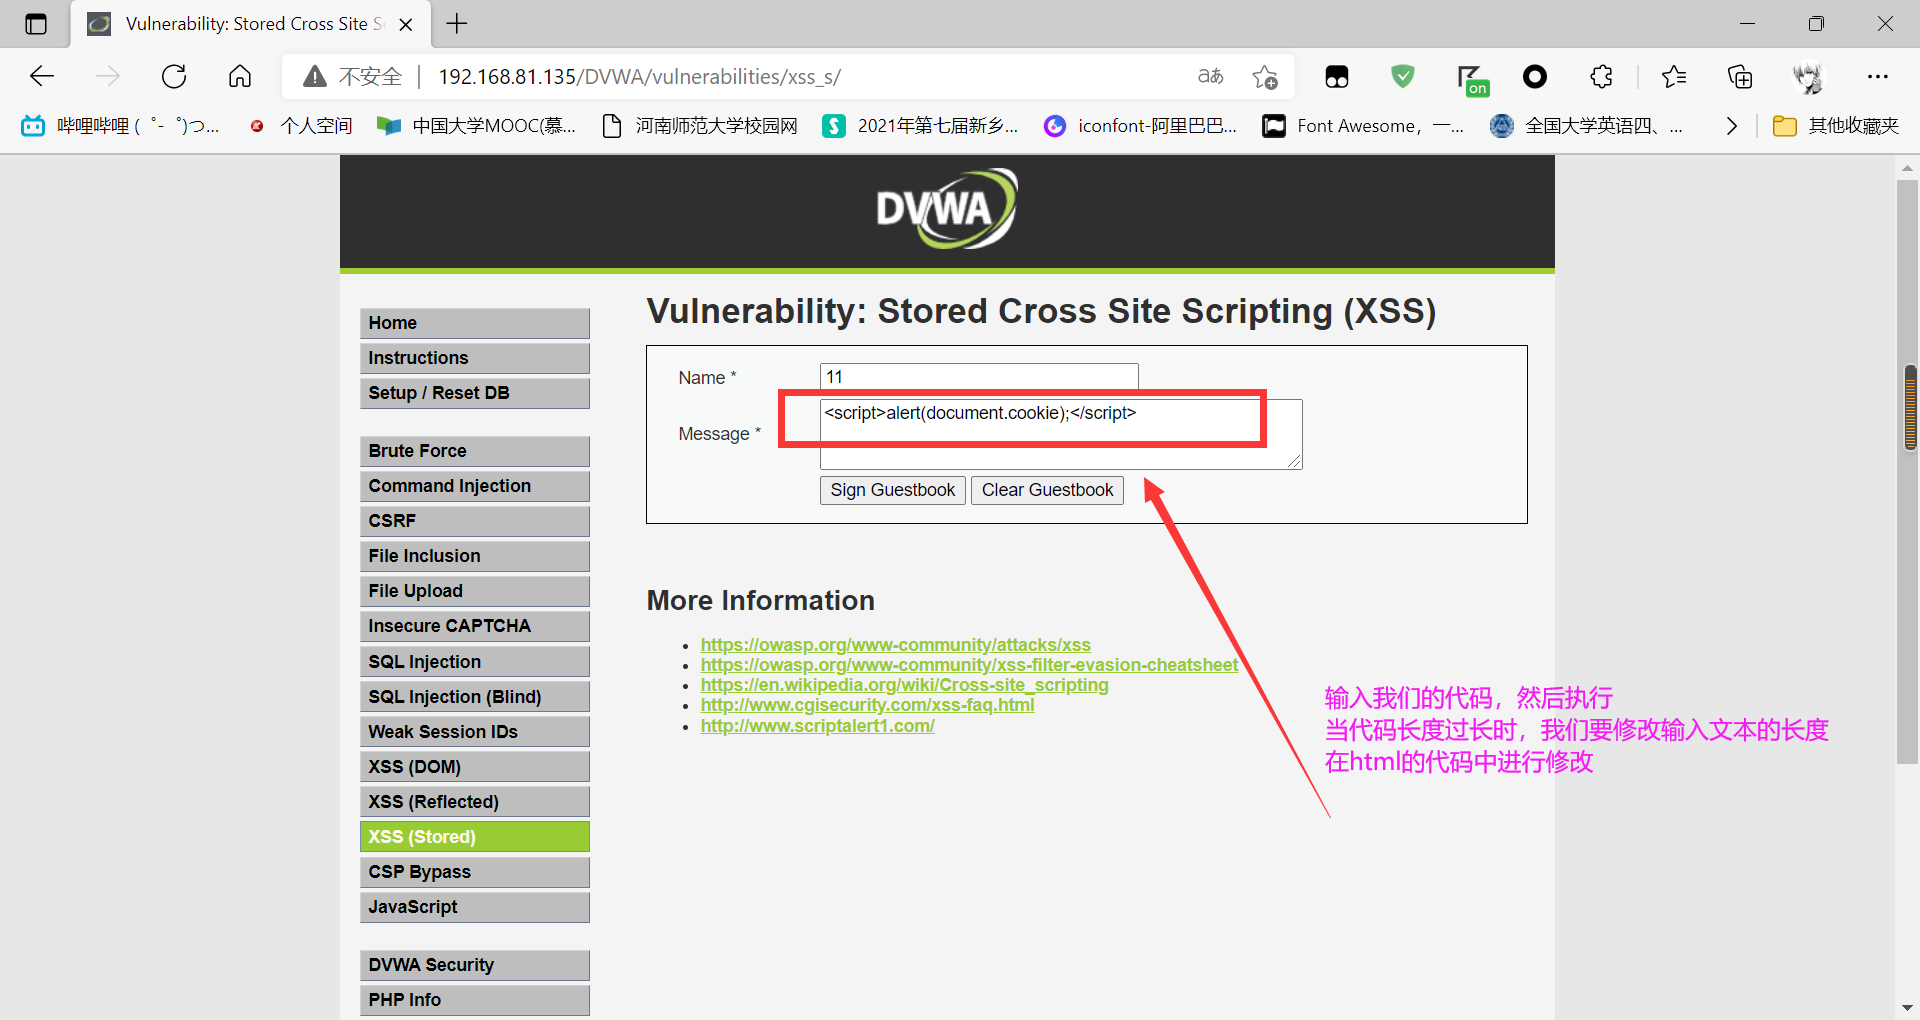 Vulnerability: Stored Cross Site S
不安全 192.168.81.135/DVWA/vulnerabilities/xss_s/
aあ
on
哔哩哔哩 (゜-゜)つ...
个人空间
中国大学MOOC(慕...
河南师范大学校园网
2021年第七届新乡...
iconfont-阿里巴巴...
Font Awesome，一...
全国大学英语四、...
其他收藏夹
DVWA
Home
Instructions
Setup / Reset DB
Brute Force
Command Injection
CSRF
File Inclusion
File Upload
Insecure CAPTCHA
SQL Injection
SQL Injection (Blind)
Weak Session IDs
XSS (DOM)
XSS (Reflected)
XSS (Stored)
CSP Bypass
JavaScript
DVWA Security
PHP Info
Vulnerability: Stored Cross Site Scripting (XSS)
Name * 11
Message * <script>alert(document.cookie);</script>
Sign Guestbook Clear Guestbook
More Information
https://owasp.org/www-community/attacks/xss
https://owasp.org/www-community/xss-filter-evasion-cheatsheet
https://en.wikipedia.org/wiki/Cross-site_scripting
http://www.cgisecurity.com/xss-faq.html
http://www.scriptalert1.com/
输入我们的代码，然后执行
当代码长度过长时，我们要修改输入文本的长度
在html的代码中进行修改